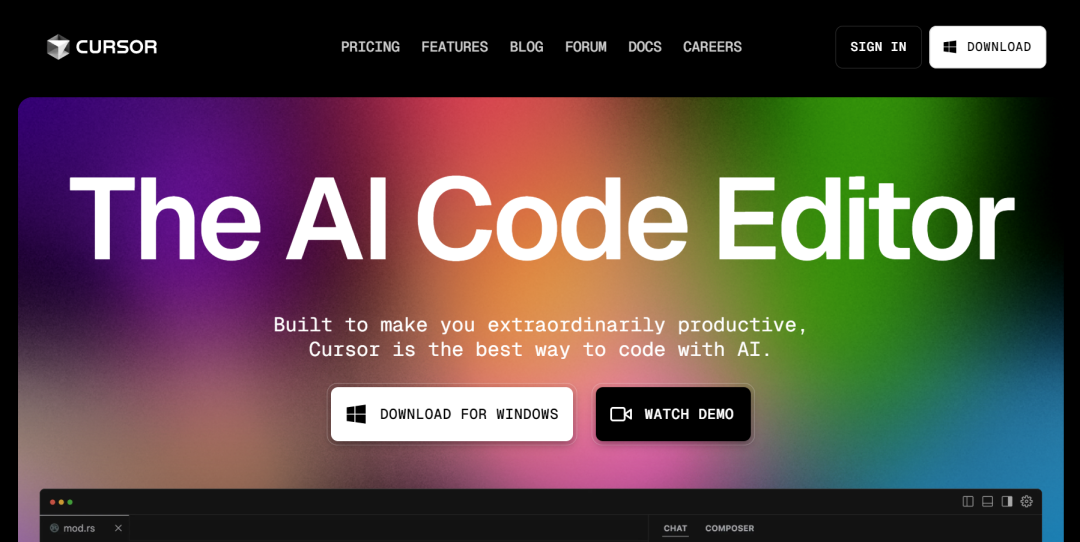 CURSOR
PRICING FEATURES BLOG FORUM DOCS CAREERS
SIGN IN
DOWNLOAD
The AI Code Editor
Built to make you extraordinarily productive,
Cursor is the best way to code with AI.
DOWNLOAD FOR WINDOWS
WATCH DEMO
mod.rs
CHAT COMPOSER